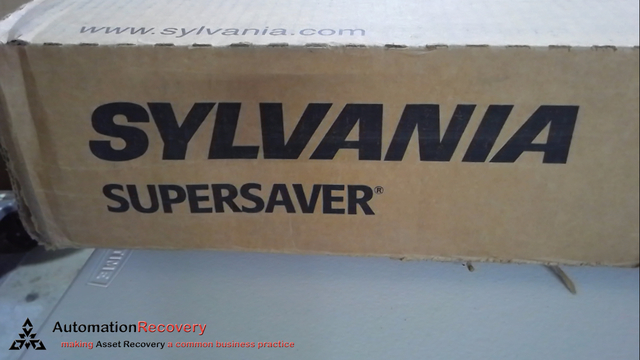 www.sylvania.com
SYLVANIA
SUPERSAVER®
AutomationRecovery
making Asset Recovery a common business practice